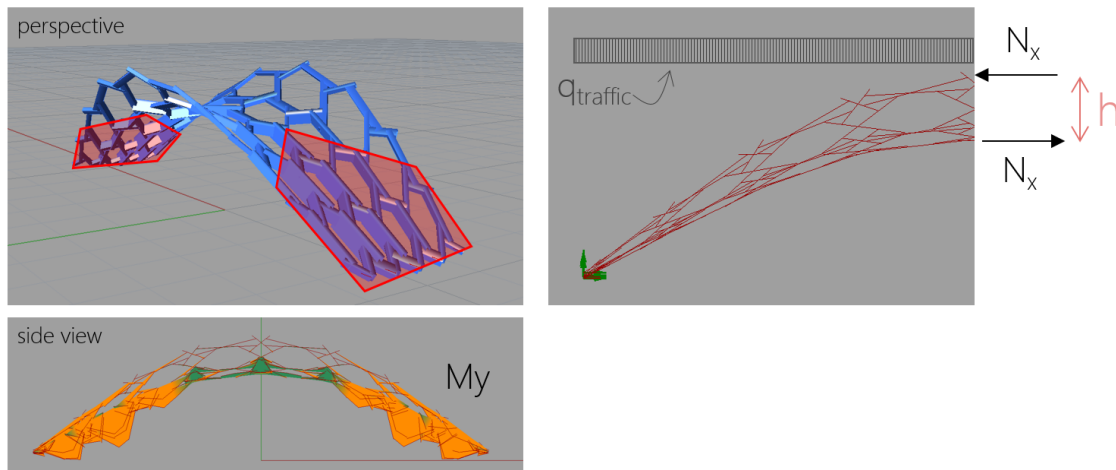 perspective
q_traffic
N_x
h
N_x
side view
My